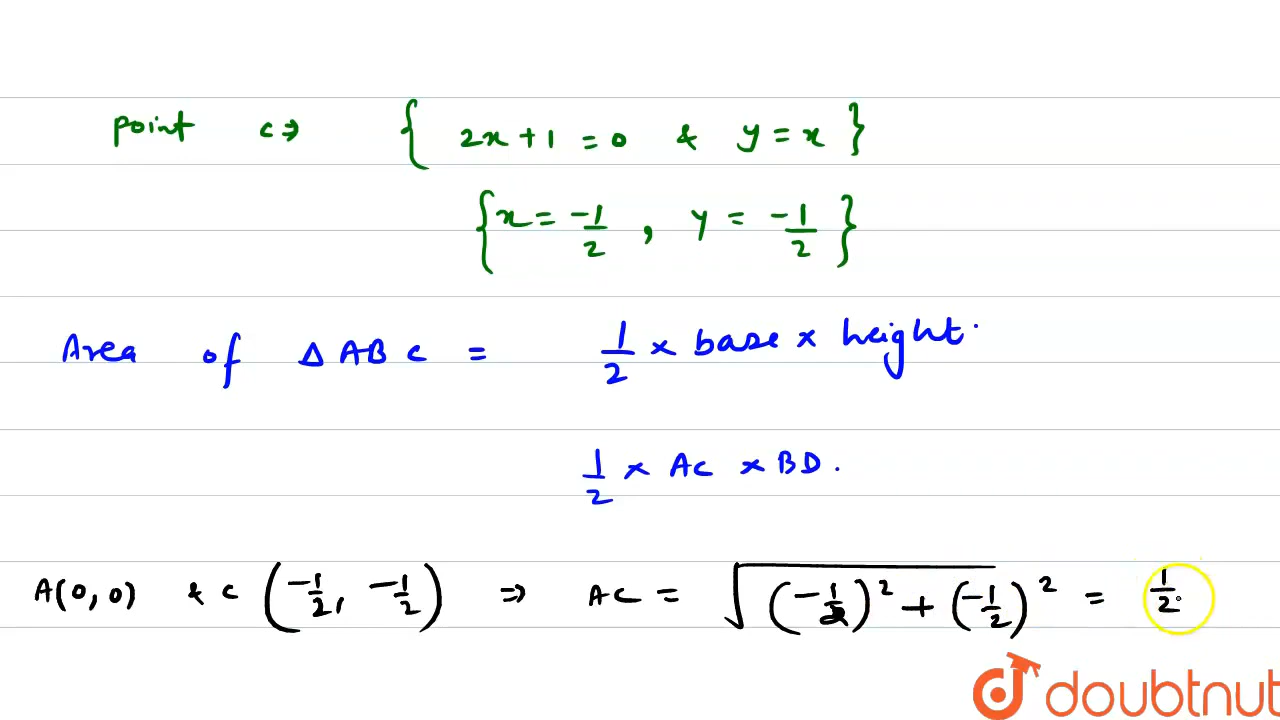 point c⇒ { 2x+1=0 & y=x }
{ x = -1/2 , y = -1/2 }
Area of Δ ABC = 1/2 × base × height.
1/2 × AC × BD.
A(0,0) & C (-1/2, -1/2) ⇒ AC = √((-1/2)² + (-1/2)²) = 1/2.
doubtnut